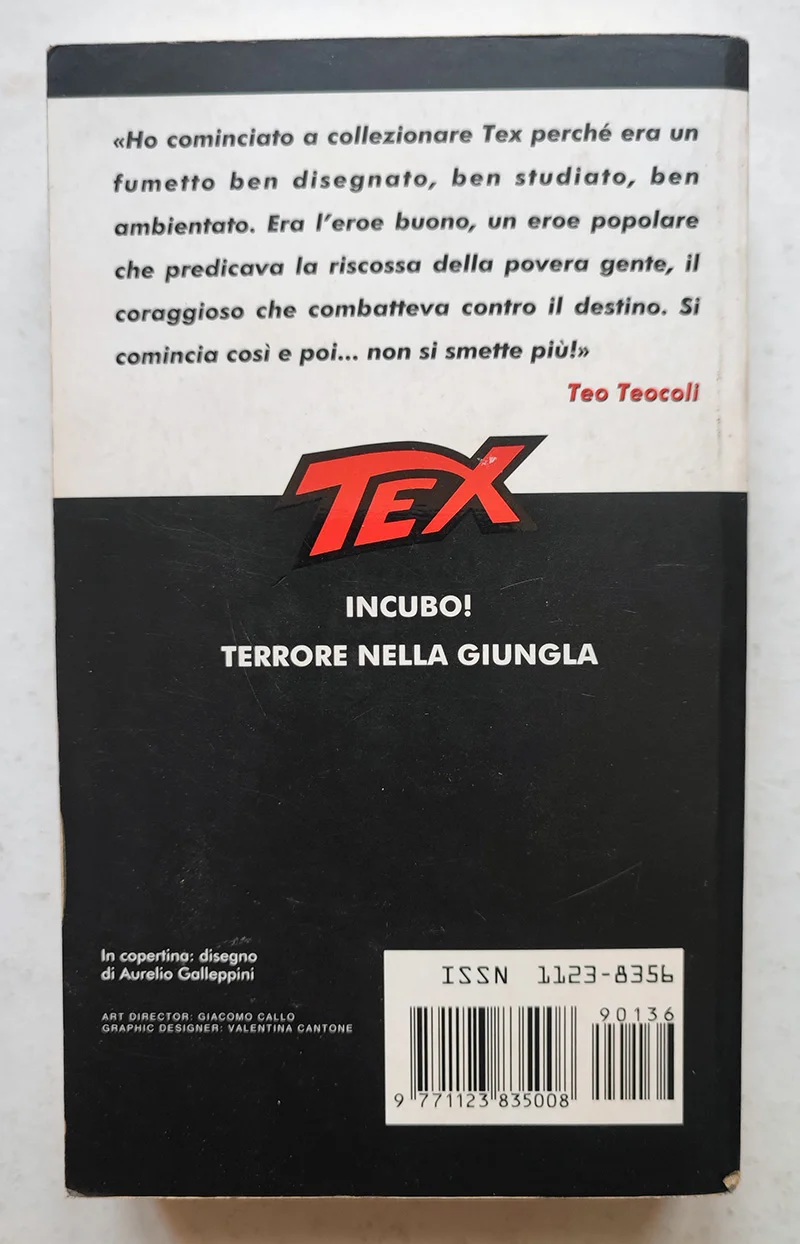 «Ho cominciato a collezionare Tex perché era un
fumetto ben disegnato, ben studiato, ben
ambientato. Era l'eroe buono, un eroe popolare
che predicava la riscossa della povera gente, il
coraggioso che combatteva contro il destino. Si
comincia così e poi... non si smette più!»
Teo Teocoli
TEX
INCUBO!
TERRORE NELLA GIUNGLA
In copertina: disegno
di Aurelio Galleppini
ART DIRECTOR: GIACOMO CALLO
GRAPHIC DESIGNER: VALENTINA CANTONE
ISSN 1123-8356
90136
9 771123 835008